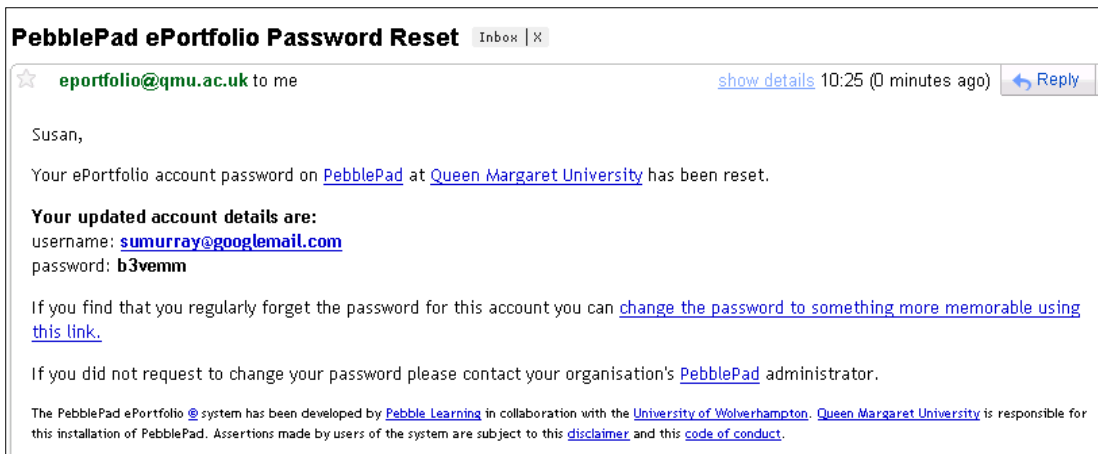 PebblePad ePortfolio Password Reset Inbox | X
eportfolio@qmu.ac.uk to me show details 10:25 (0 minutes ago) Reply
Susan,
Your ePortfolio account password on PebblePad at Queen Margaret University has been reset.
Your updated account details are:
username: sumurray@googlemail.com
password: b3vemm
If you find that you regularly forget the password for this account you can change the password to something more memorable using
this link.
If you did not request to change your password please contact your organisation's PebblePad administrator.
The PebblePad ePortfolio @ system has been developed by Pebble Learning in collaboration with the University of Wolverhampton. Queen Margaret University is responsible for
this installation of PebblePad. Assertions made by users of the system are subject to this disclaimer and this code of conduct.